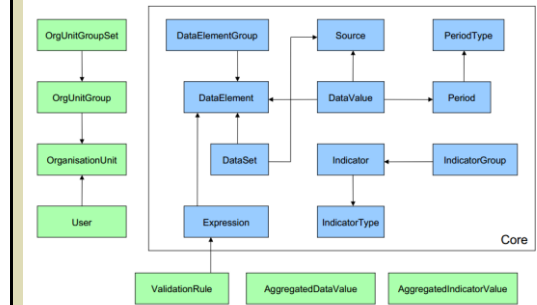 OrgUnitGroupSet
DataElementGroup
Source
PeriodType
OrgUnitGroup
DataElement
DataValue
Period
OrganisationUnit
DataSet
Indicator
IndicatorGroup
User
Expression
IndicatorType
Core
ValidationRule
AggregatedDataValue
AggregatedIndicatorValue